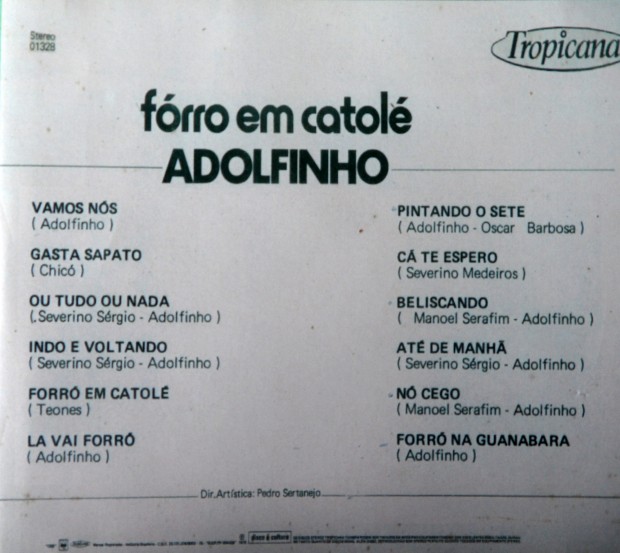 Stereo
01328
Tropicana
fórro em catolé
ADOLFINHO
VAMOS NÓS
( Adolfinho )
GASTA SAPATO
( Chicó )
OU TUDO OU NADA
(.Severino Sérgio - Adolfinho )
INDO E VOLTANDO
( Severino Sérgio - Adolfinho )
FORRÓ EM CATOLÉ
( Teones )
LA VAI FORRÓ
( Adolfinho )
PINTANDO O SETE
( Adolfinho - Oscar Barbosa )
CÁ TE ESPERO
( Severino Medeiros )
BELISCANDO
( Manoel Serafim - Adolfinho )
ATÉ DE MANHÃ
( Severino Sérgio - Adolfinho )
NÓ CEGO
( Manoel Serafim - Adolfinho )
FORRÓ NA GUANABARA
( Adolfinho )
Dir.Artística: Pedro Sertanejo
disco é cultura